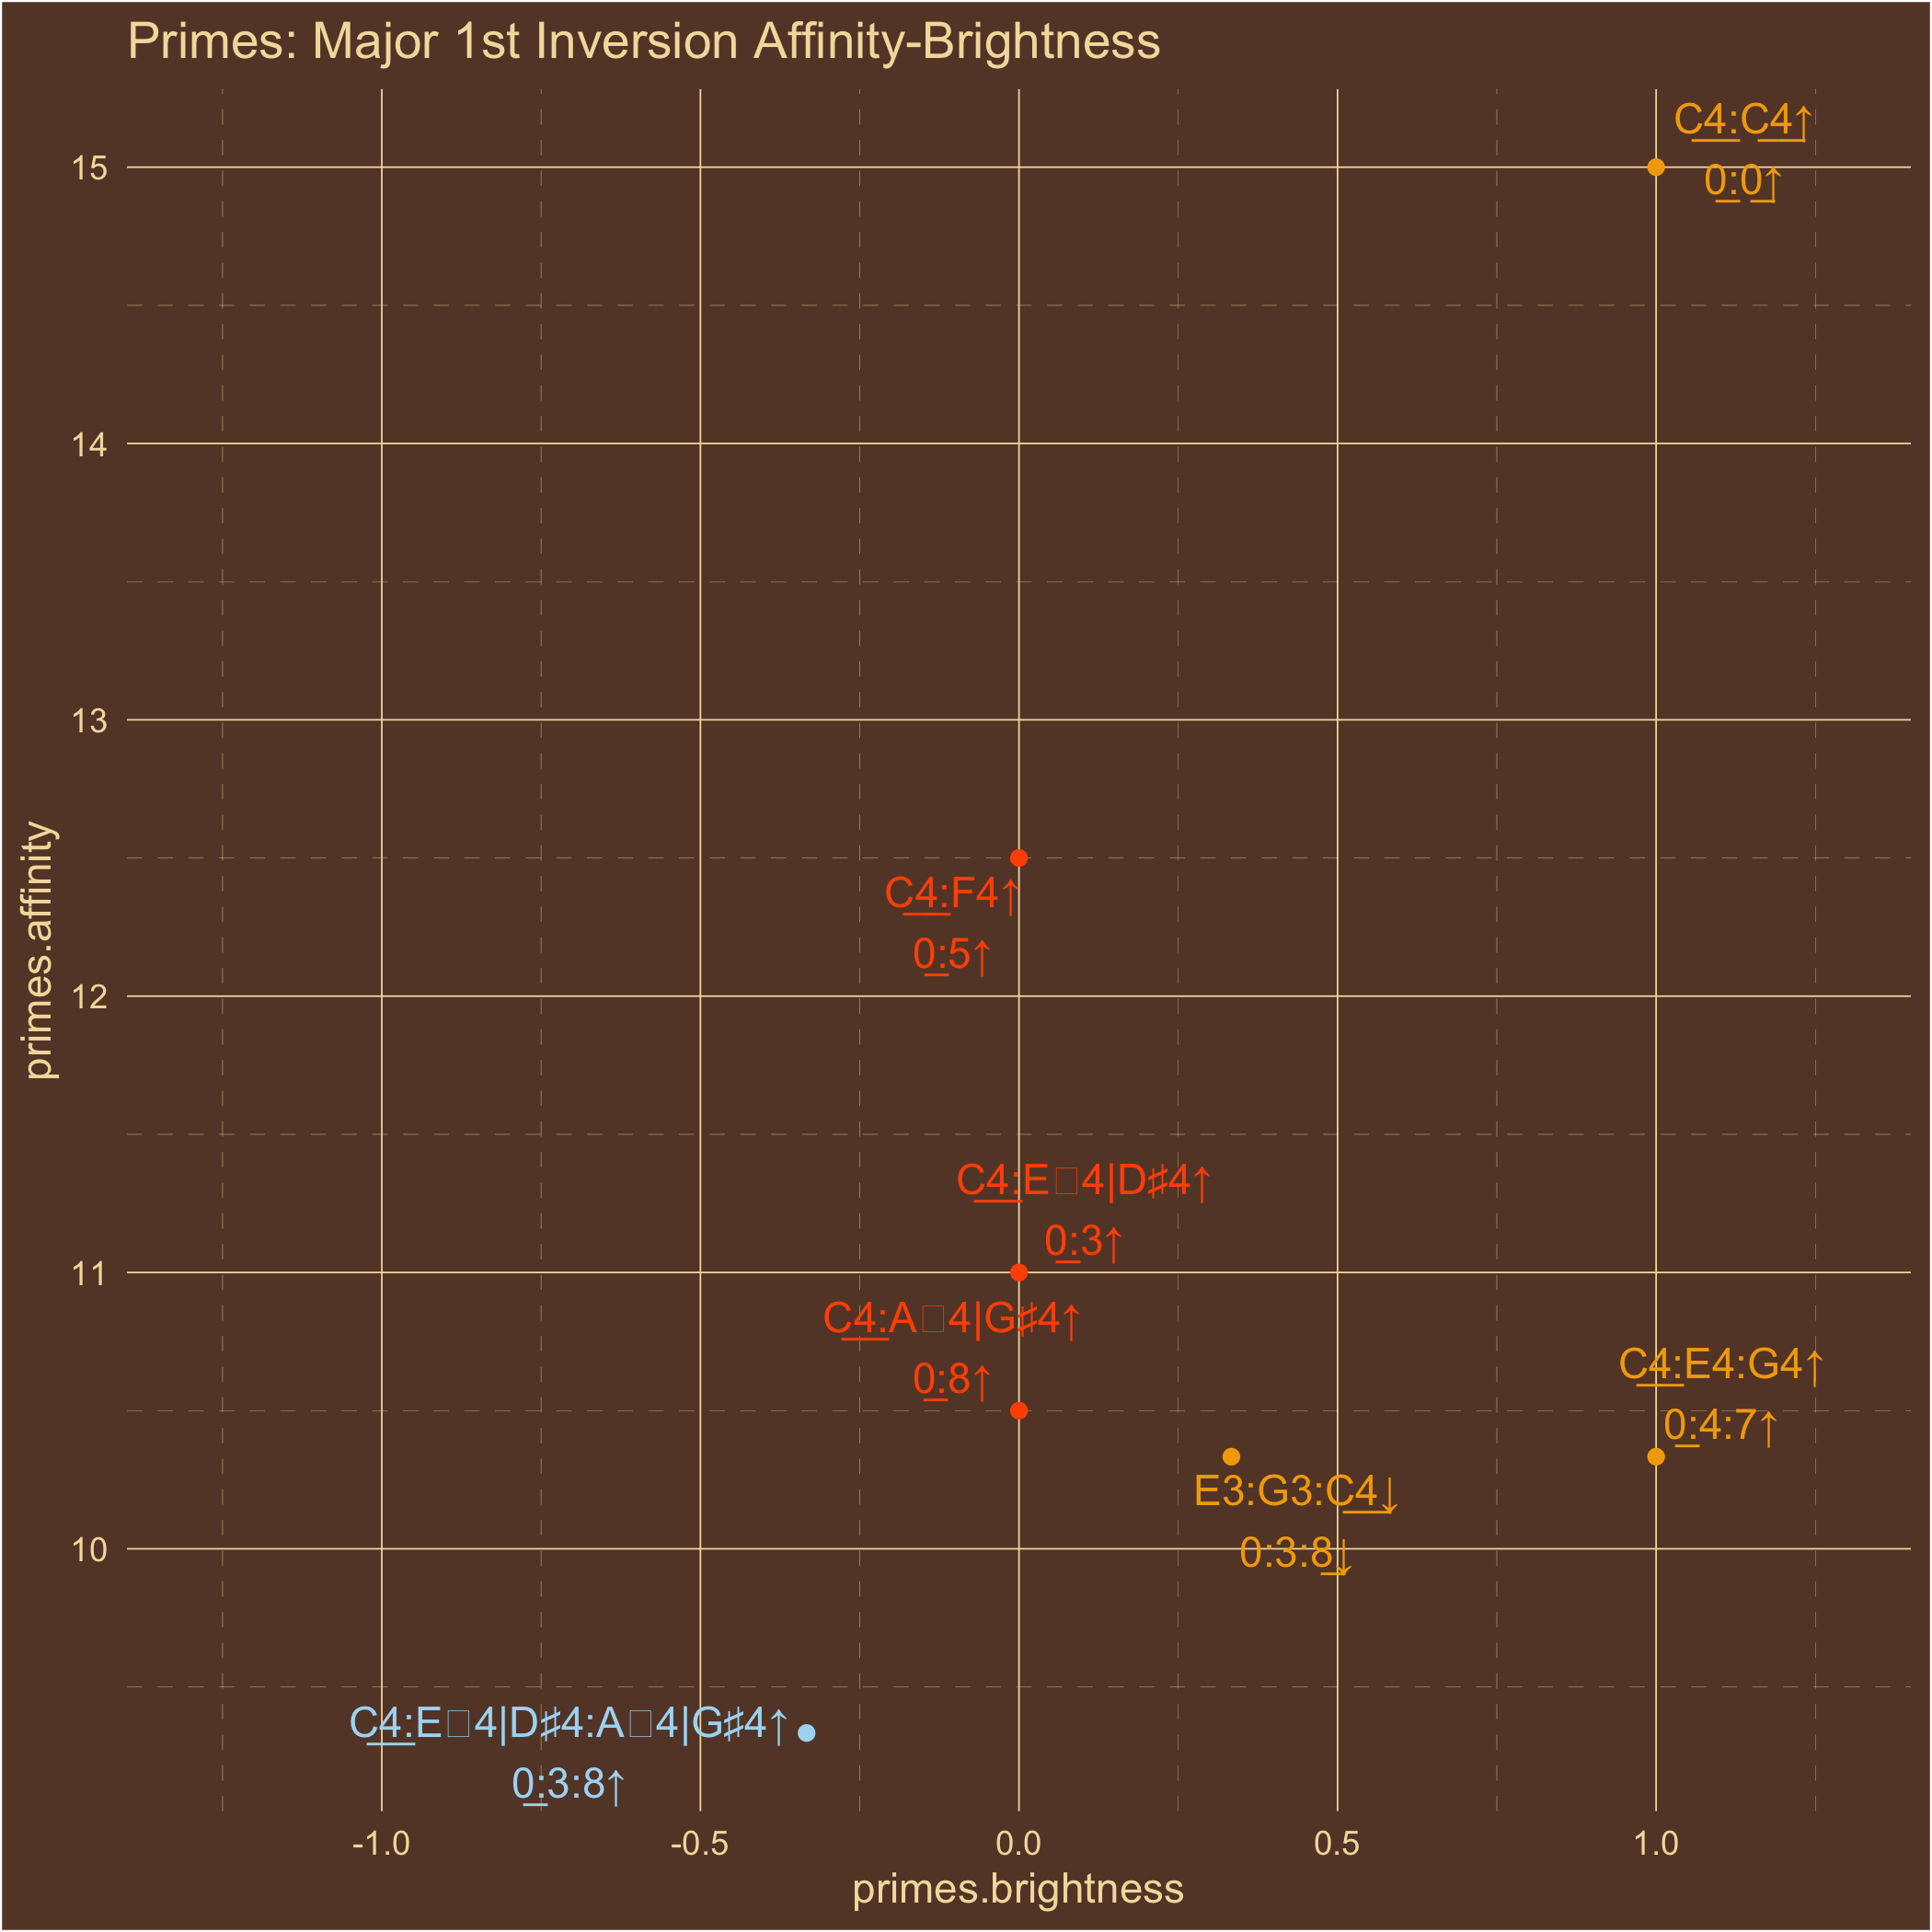 Primes: Major 1st Inversion Affinity-Brightness
C4:C4↑
15
0:0↑
14
13
C4:F4↑
0:5↑
12
primes.affinity
C4:E□4|D♯4↑
0:3↑
11
C4:A□4|G♯4↑
0:8↑
C4:E4:G4↑
0:4:7↑
E3:G3:C4↓
10
0:3:8↓
C4:E□4|D♯4:A□4|G♯4↑
0:3:8↑
-1.0
-0.5
0.0
0.5
1.0
primes.brightness